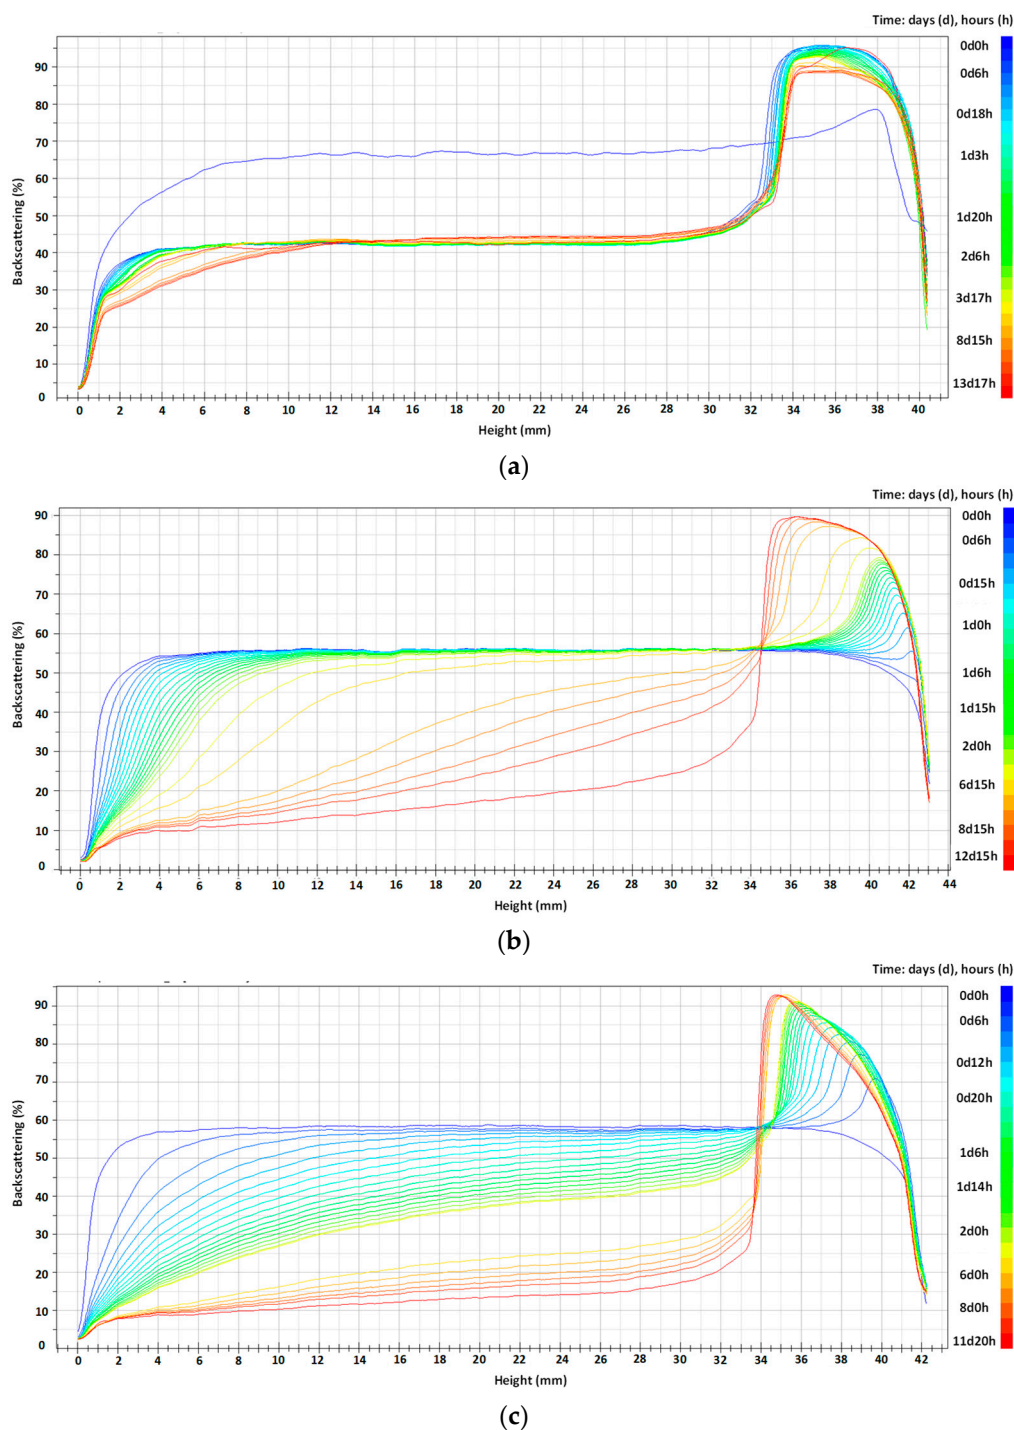 Time: days (d), hours (h)
90
80
70
60
50
40
30
20
10
0
Backscattering (%)
0 2 4 6 8 10 12 14 16 18 20 22 24 26 28 30 32 34 36 38 40
Height (mm)
0d0h
0d6h
0d18h
1d3h
1d20h
2d6h
3d17h
8d15h
13d17h
(a)
Time: days (d), hours (h)
90
80
70
60
50
40
30
20
10
0
Backscattering (%)
0 2 4 6 8 10 12 14 16 18 20 22 24 26 28 30 32 34 36 38 40 42 44
Height (mm)
0d0h
0d6h
0d15h
1d0h
1d6h
1d15h
2d0h
6d15h
8d15h
12d15h
(b)
Time: days (d), hours (h)
90
80
70
60
50
40
30
20
10
0
Backscattering (%)
0 2 4 6 8 10 12 14 16 18 20 22 24 26 28 30 32 34 36 38 40 42
Height (mm)
0d0h
0d6h
0d12h
0d20h
1d6h
1d14h
2d0h
6d0h
8d0h
11d20h
(c)